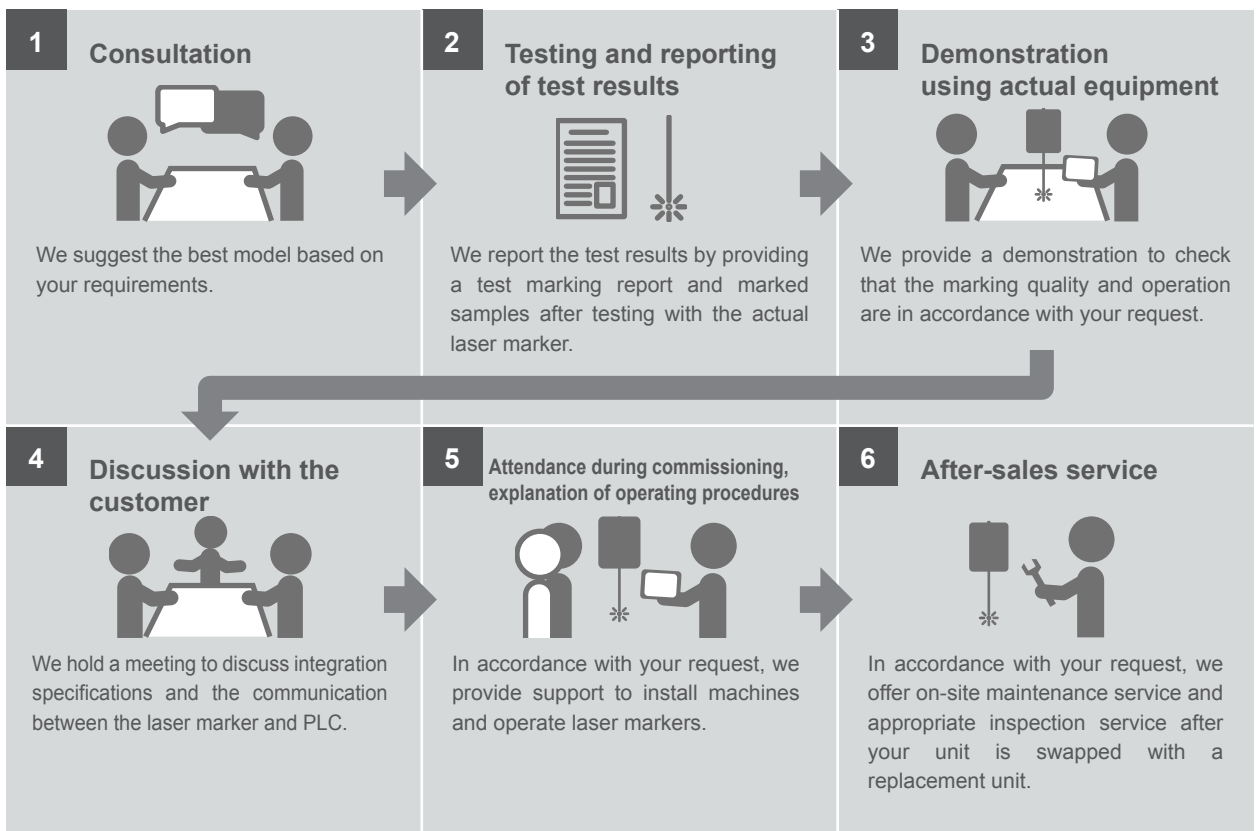 1
Consultation
We suggest the best model based on
your requirements.
2
Testing and reporting
of test results
We report the test results by providing
a test marking report and marked
samples after testing with the actual
laser marker.
3
Demonstration
using actual equipment
We provide a demonstration to check
that the marking quality and operation
are in accordance with your request.
4
Discussion with the
customer
We hold a meeting to discuss integration
specifications and the communication
between the laser marker and PLC.
5
Attendance during commissioning,
explanation of operating procedures
In accordance with your request, we
provide support to install machines
and operate laser markers.
6
After-sales service
In accordance with your request, we
offer on-site maintenance service and
appropriate inspection service after
your unit is swapped with a
replacement unit.